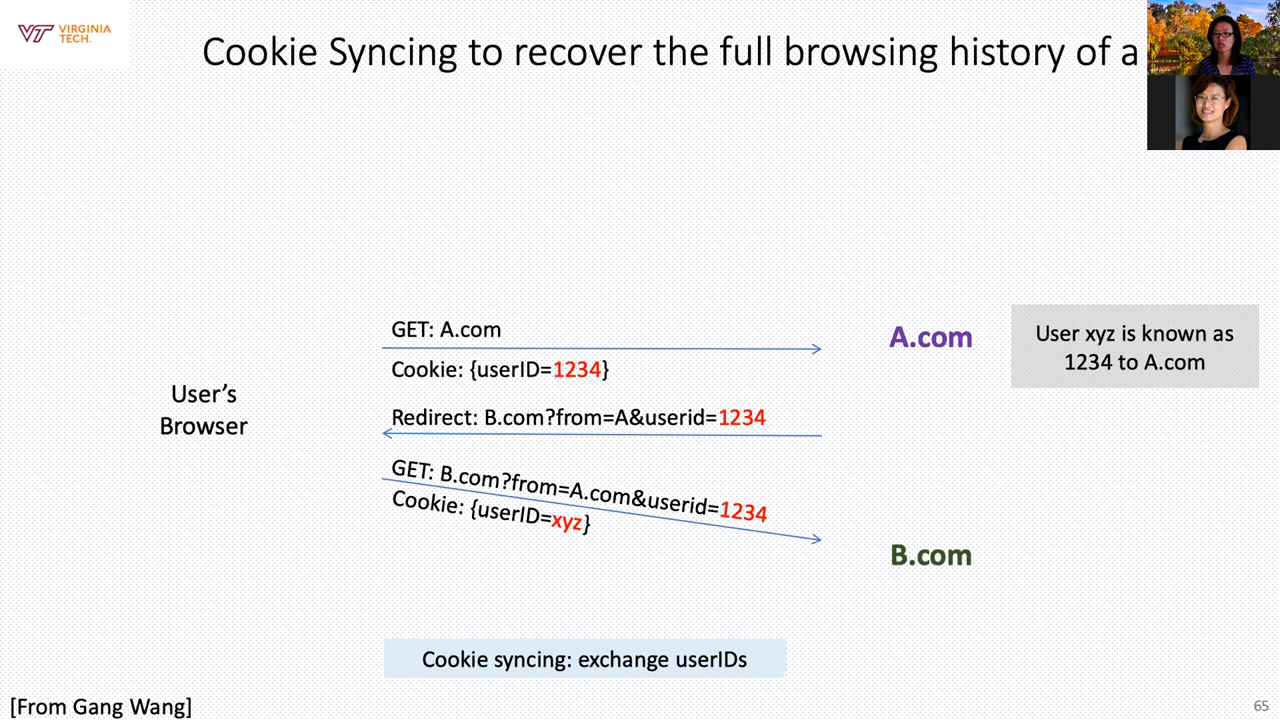 VT VIRGINIA
TECH.
Cookie Syncing to recover the full browsing history of a
GET: A.com
Cookie: {userID=1234}
A.com
User xyz is known as
1234 to A.com
User's
Browser
Redirect: B.com?from=A&userid=1234
GET: B.com?from=A.com&userid=1234
Cookie: {userID=xyz}
B.com
Cookie syncing: exchange userIDs
[From Gang Wang]
65